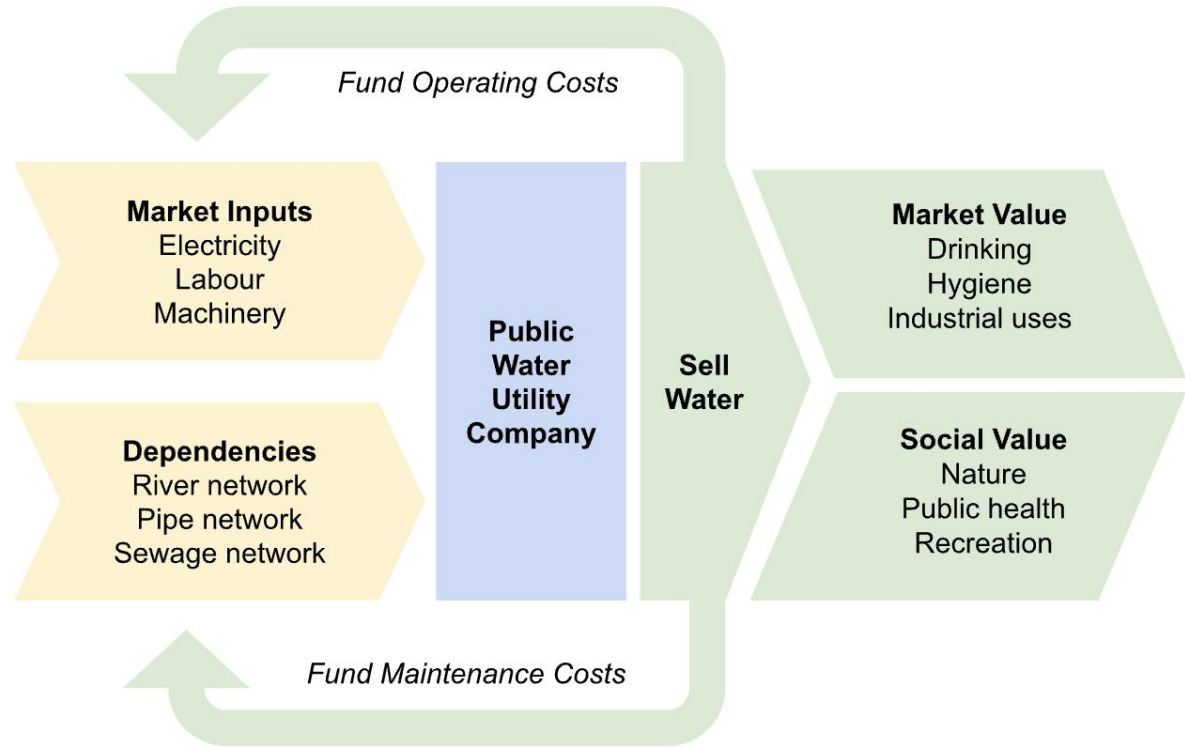 Fund Operating Costs
Market Inputs
Electricity
Labour
Machinery
Dependencies
River network
Pipe network
Sewage network
Public
Water
Utility
Company
Sell
Water
Market Value
Drinking
Hygiene
Industrial uses
Social Value
Nature
Public health
Recreation
Fund Maintenance Costs